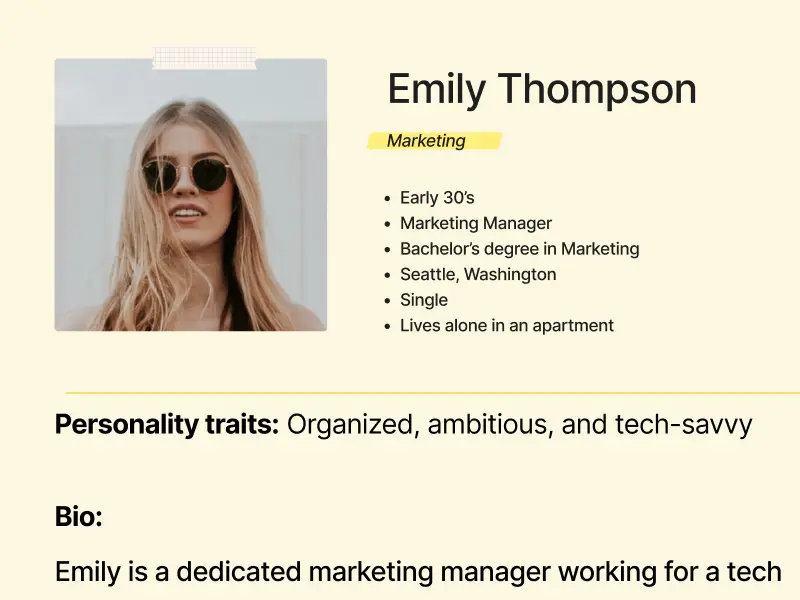 Emily Thompson
Marketing
• Early 30’s
• Marketing Manager
• Bachelor’s degree in Marketing
• Seattle, Washington
• Single
• Lives alone in an apartment
Personality traits: Organized, ambitious, and tech-savvy
Bio:
Emily is a dedicated marketing manager working for a tech